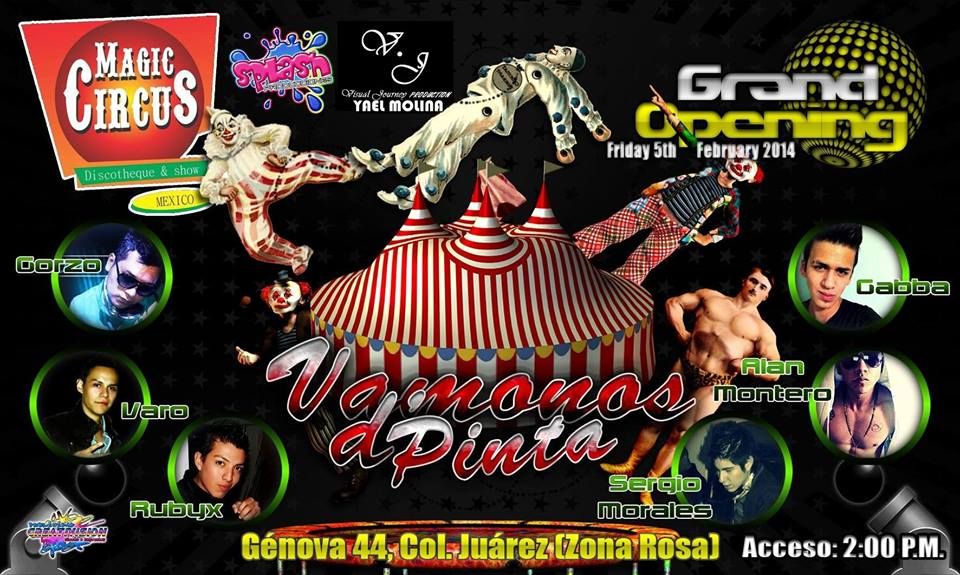 MAGIC
CIRCUS
Discotheque & show
MEXICO
Splash
V.J
Visual Journey PRODUCTION
YAEL MOLINA
Grand
Opening
Friday 5th February 2014
Gorzo
Varo
Rubyx
Gabba
Alan
Montero
Sergio
Morales
Vámonos
d' Pinta
Génova 44, Col. Juárez (Zona Rosa)
Acceso: 2:00 P.M.